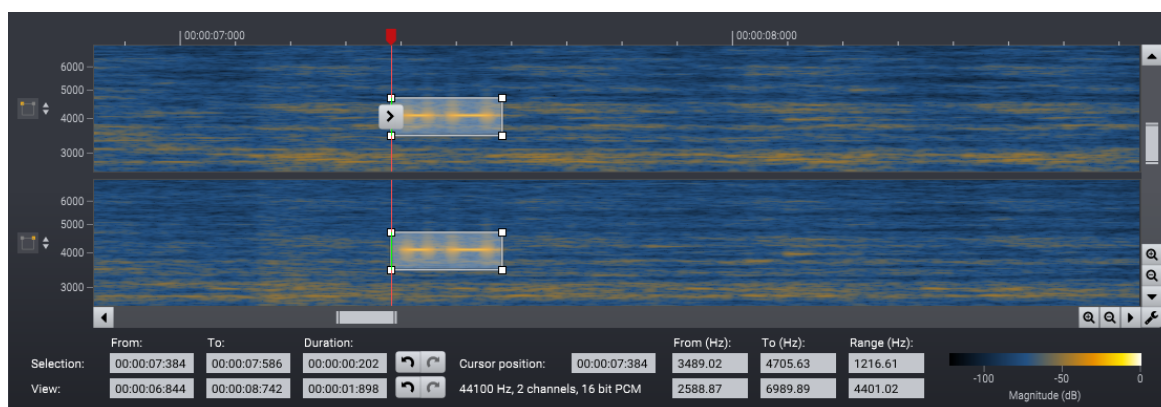 00:00:07:000 00:00:08:000
6000
5000
4000
3000
6000
5000
4000
3000
From: To: Duration: From (Hz): To (Hz): Range (Hz):
Selection: 00:00:07:384 00:00:07:586 00:00:00:202 Cursor position: 00:00:07:384 3489.02 4705.63 1216.61
View: 00:00:06:844 00:00:08:742 00:00:01:898 44100 Hz, 2 channels, 16 bit PCM 2588.87 6989.89 4401.02
-100 -50 0
Magnitude (dB)